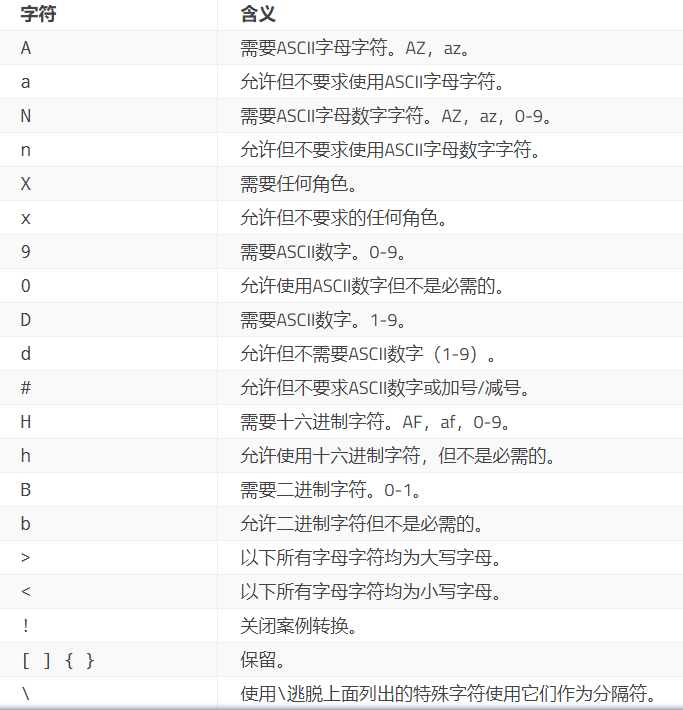 字符 含义
A 需要ASCII字母字符。AZ，az。
a 允许但不要求使用ASCII字母字符。
N 需要ASCII字母数字字符。AZ，az，0-9。
n 允许但不要求使用ASCII字母数字字符。
X 需要任何角色。
x 允许但不要求的任何角色。
9 需要ASCII数字。0-9。
0 允许使用ASCII数字但不是必需的。
D 需要ASCII数字。1-9。
d 允许但不需要ASCII数字（1-9）。
# 允许但不要求ASCII数字或加号/减号。
H 需要十六进制字符。AF，af，0-9。
h 允许使用十六进制字符，但不是必需的。
B 需要二进制字符。0-1。
b 允许二进制字符但不是必需的。
> 以下所有字母字符均为大写字母。
< 以下所有字母字符均为小写字母。
! 关闭案例转换。
[ ] { } 保留。
\ 使用\逃脱上面列出的特殊字符使用它们作为分隔符。